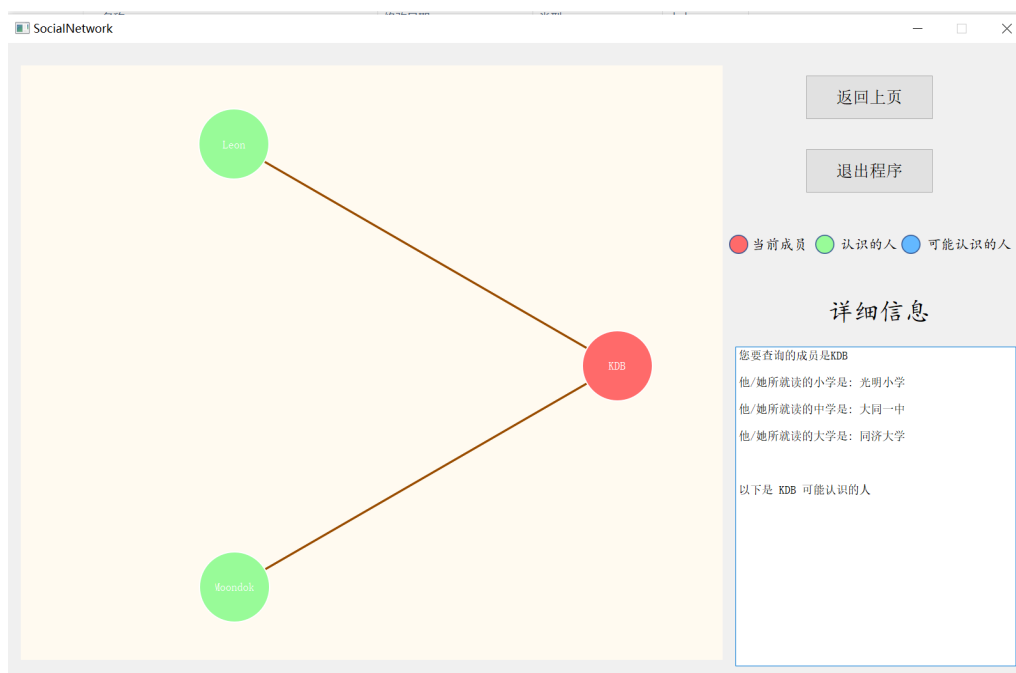 SocialNetwork
返回上页
退出程序
当前成员 认识的人 可能认识的人
详细信息
Leon
KDB
Moondok
您要查询的成员是KDB
他/她所就读的小学是: 光明小学
他/她所就读的中学是: 大同一中
他/她所就读的大学是: 同济大学
以下是 KDB 可能认识的人